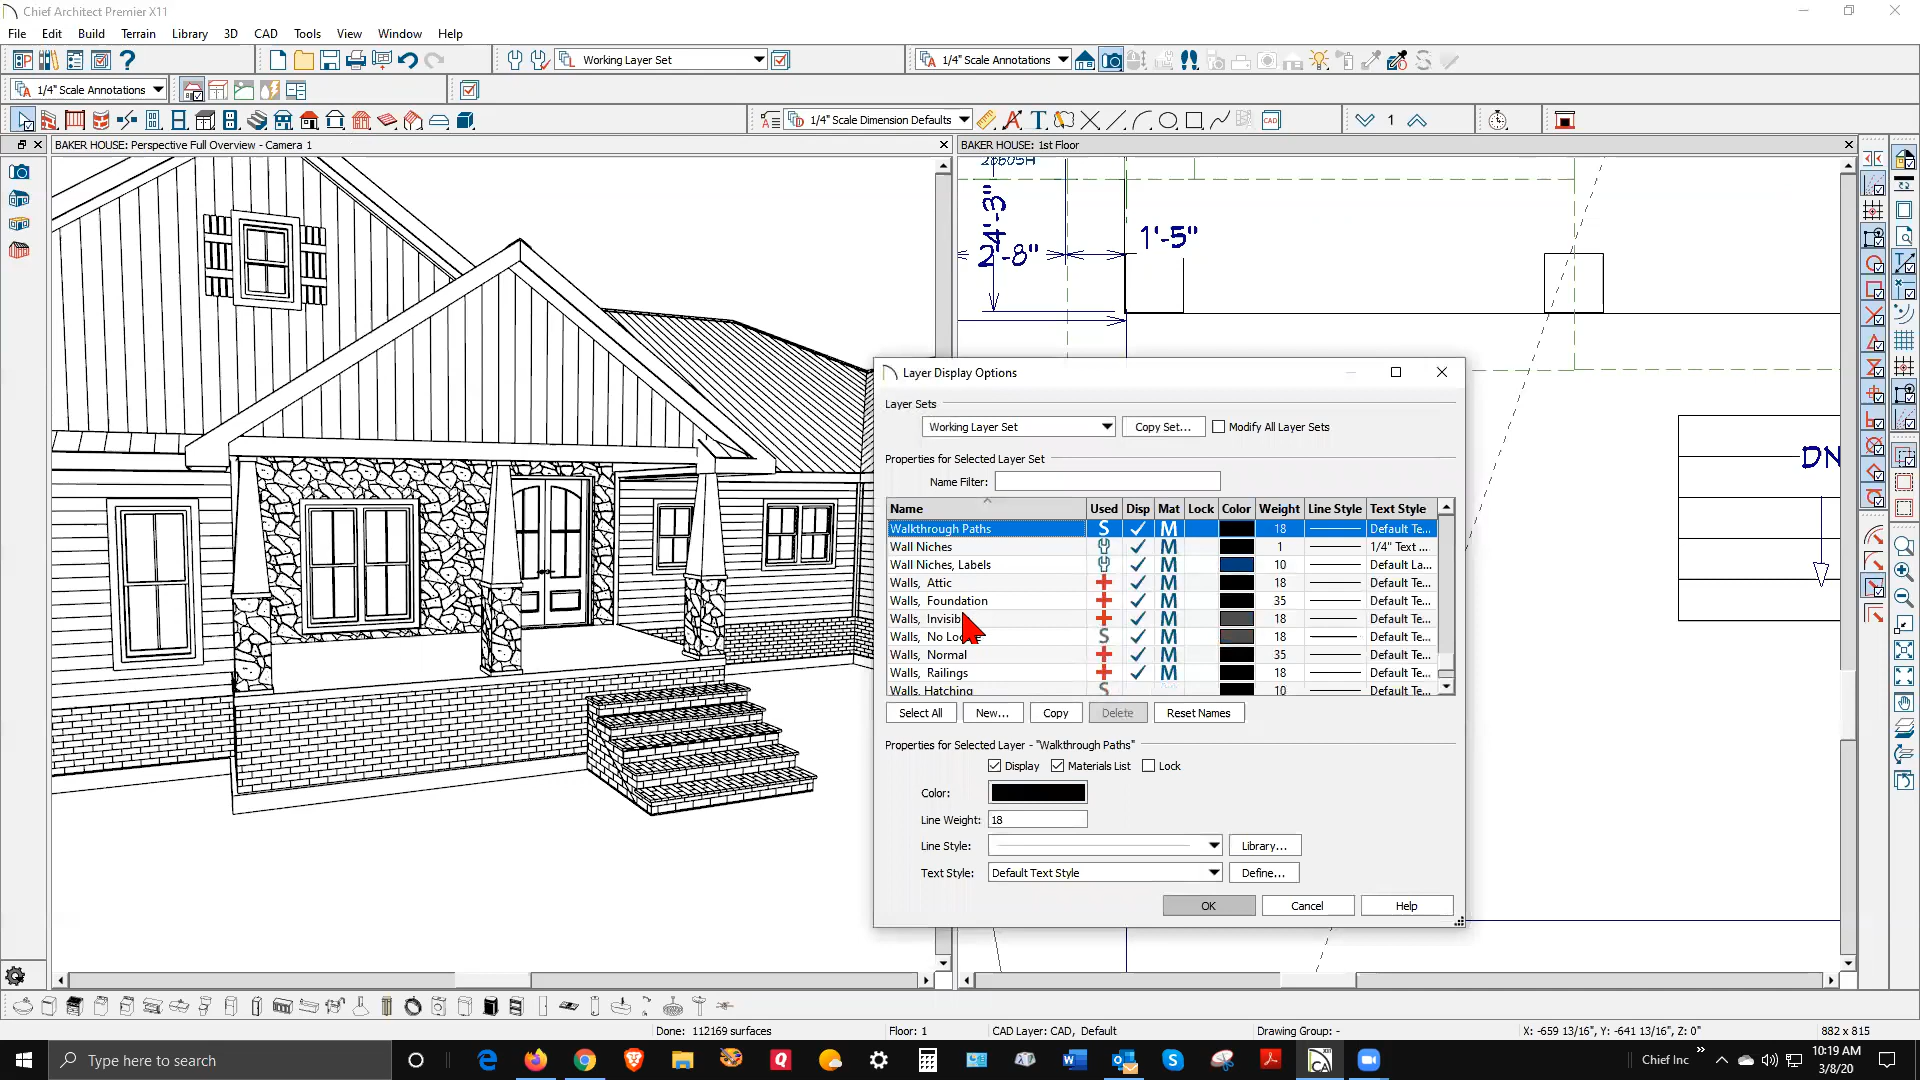 Chief Architect Premier X11
File Edit Build Terrain Library 3D CAD Tools View Window Help
Working Layer Set
1/4" Scale Annotations
1/4" Scale Annotations
1/4" Scale Dimension Defaults
CAD
1
BAKER HOUSE: Perspective Full Overview - Camera 1
BAKER HOUSE: 1st Floor
4'-3"
2'-8"
1'-5"
DN
Layer Display Options
Layer Sets
Working Layer Set
Copy Set...
Modify All Layer Sets
Properties for Selected Layer Set
Name Filter:
Name Used Disp Mat Lock Color Weight Line Style Text Style
Walkthrough Paths S M 18 Default Te...
Wall Niches M 1 1/4" Text ...
Wall Niches, Labels M 10 Default La...
Walls, Attic M 18 Default Te...
Walls, Foundation M 35 Default Te...
Walls, M 18 Default Te...
Walls, No S M 18 Default Te...
Walls, Normal M 35 Default Te...
Walls, Railings M 18 Default Te...
Walls, Hatching S 10 Default Te...
Select All New... Copy Delete Reset Names
Properties for Selected Layer - "Walkthrough Paths"
Display Materials List Lock
Color:
Line Weight: 18
Line Style: Library...
Text Style: Default Text Style Define...
OK Cancel Help
Done: 112169 surfaces Floor: 1 CAD Layer: CAD, Default Drawing Group: - X: -659 13/16", Y: -641 13/16", Z: 0" 882 x 815
Type here to search
Chief Inc
10:19 AM
3/8/20